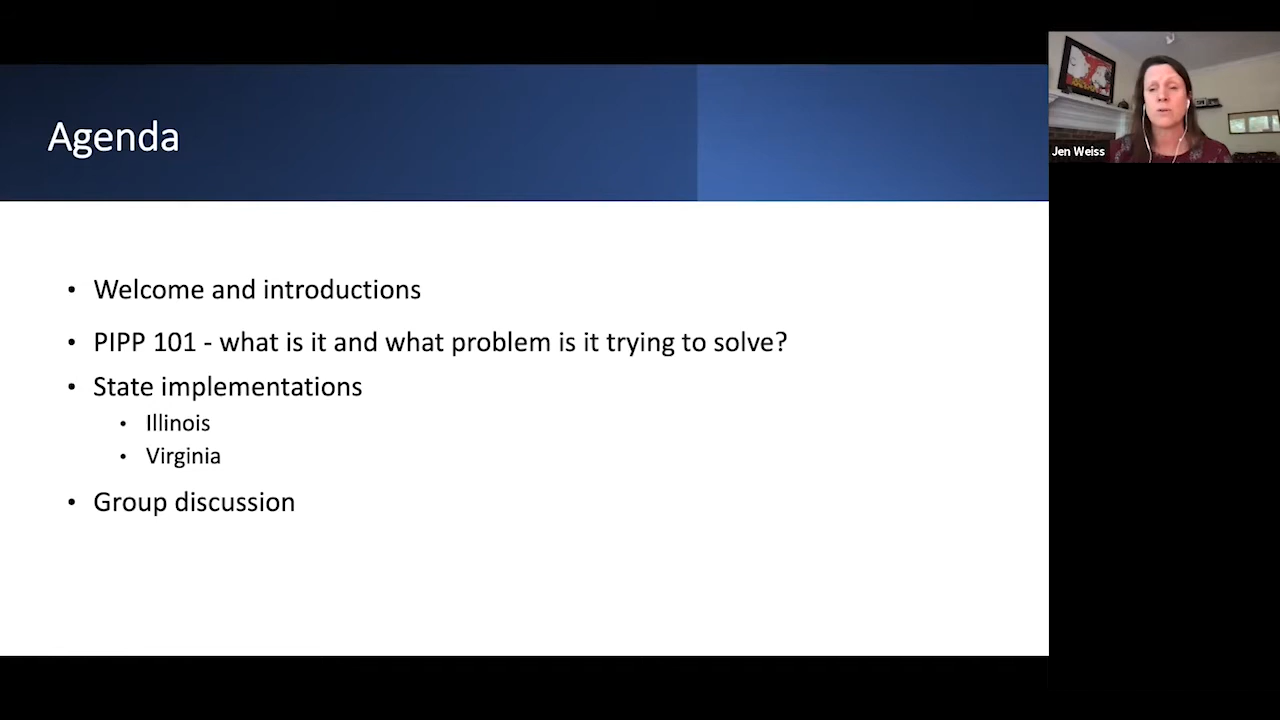 Agenda
Jen Weiss
• Welcome and introductions
• PIPP 101 - what is it and what problem is it trying to solve?
• State implementations
• Illinois
• Virginia
• Group discussion